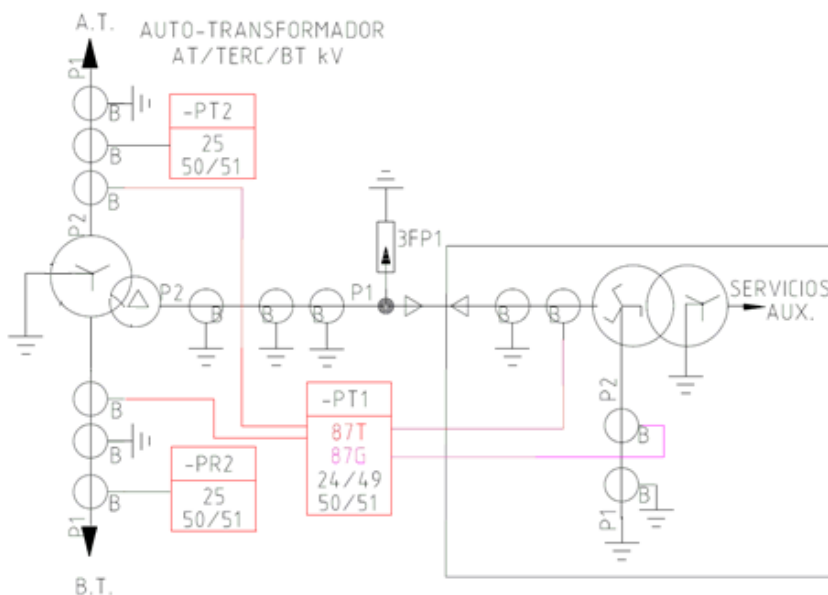 A.T.
AUTO-TRANSFORMADOR
AT/TERC/BT kV
P1
B
-PT2
B
25
50/51
B
P2
3FP1
P2
P1
SERVICIOS
AUX.
B
B
B
B
B
B
-PT1
87T
87G
24/49
50/51
P2
B
B
-PR2
B
25
50/51
P1
B
P1
B.T.